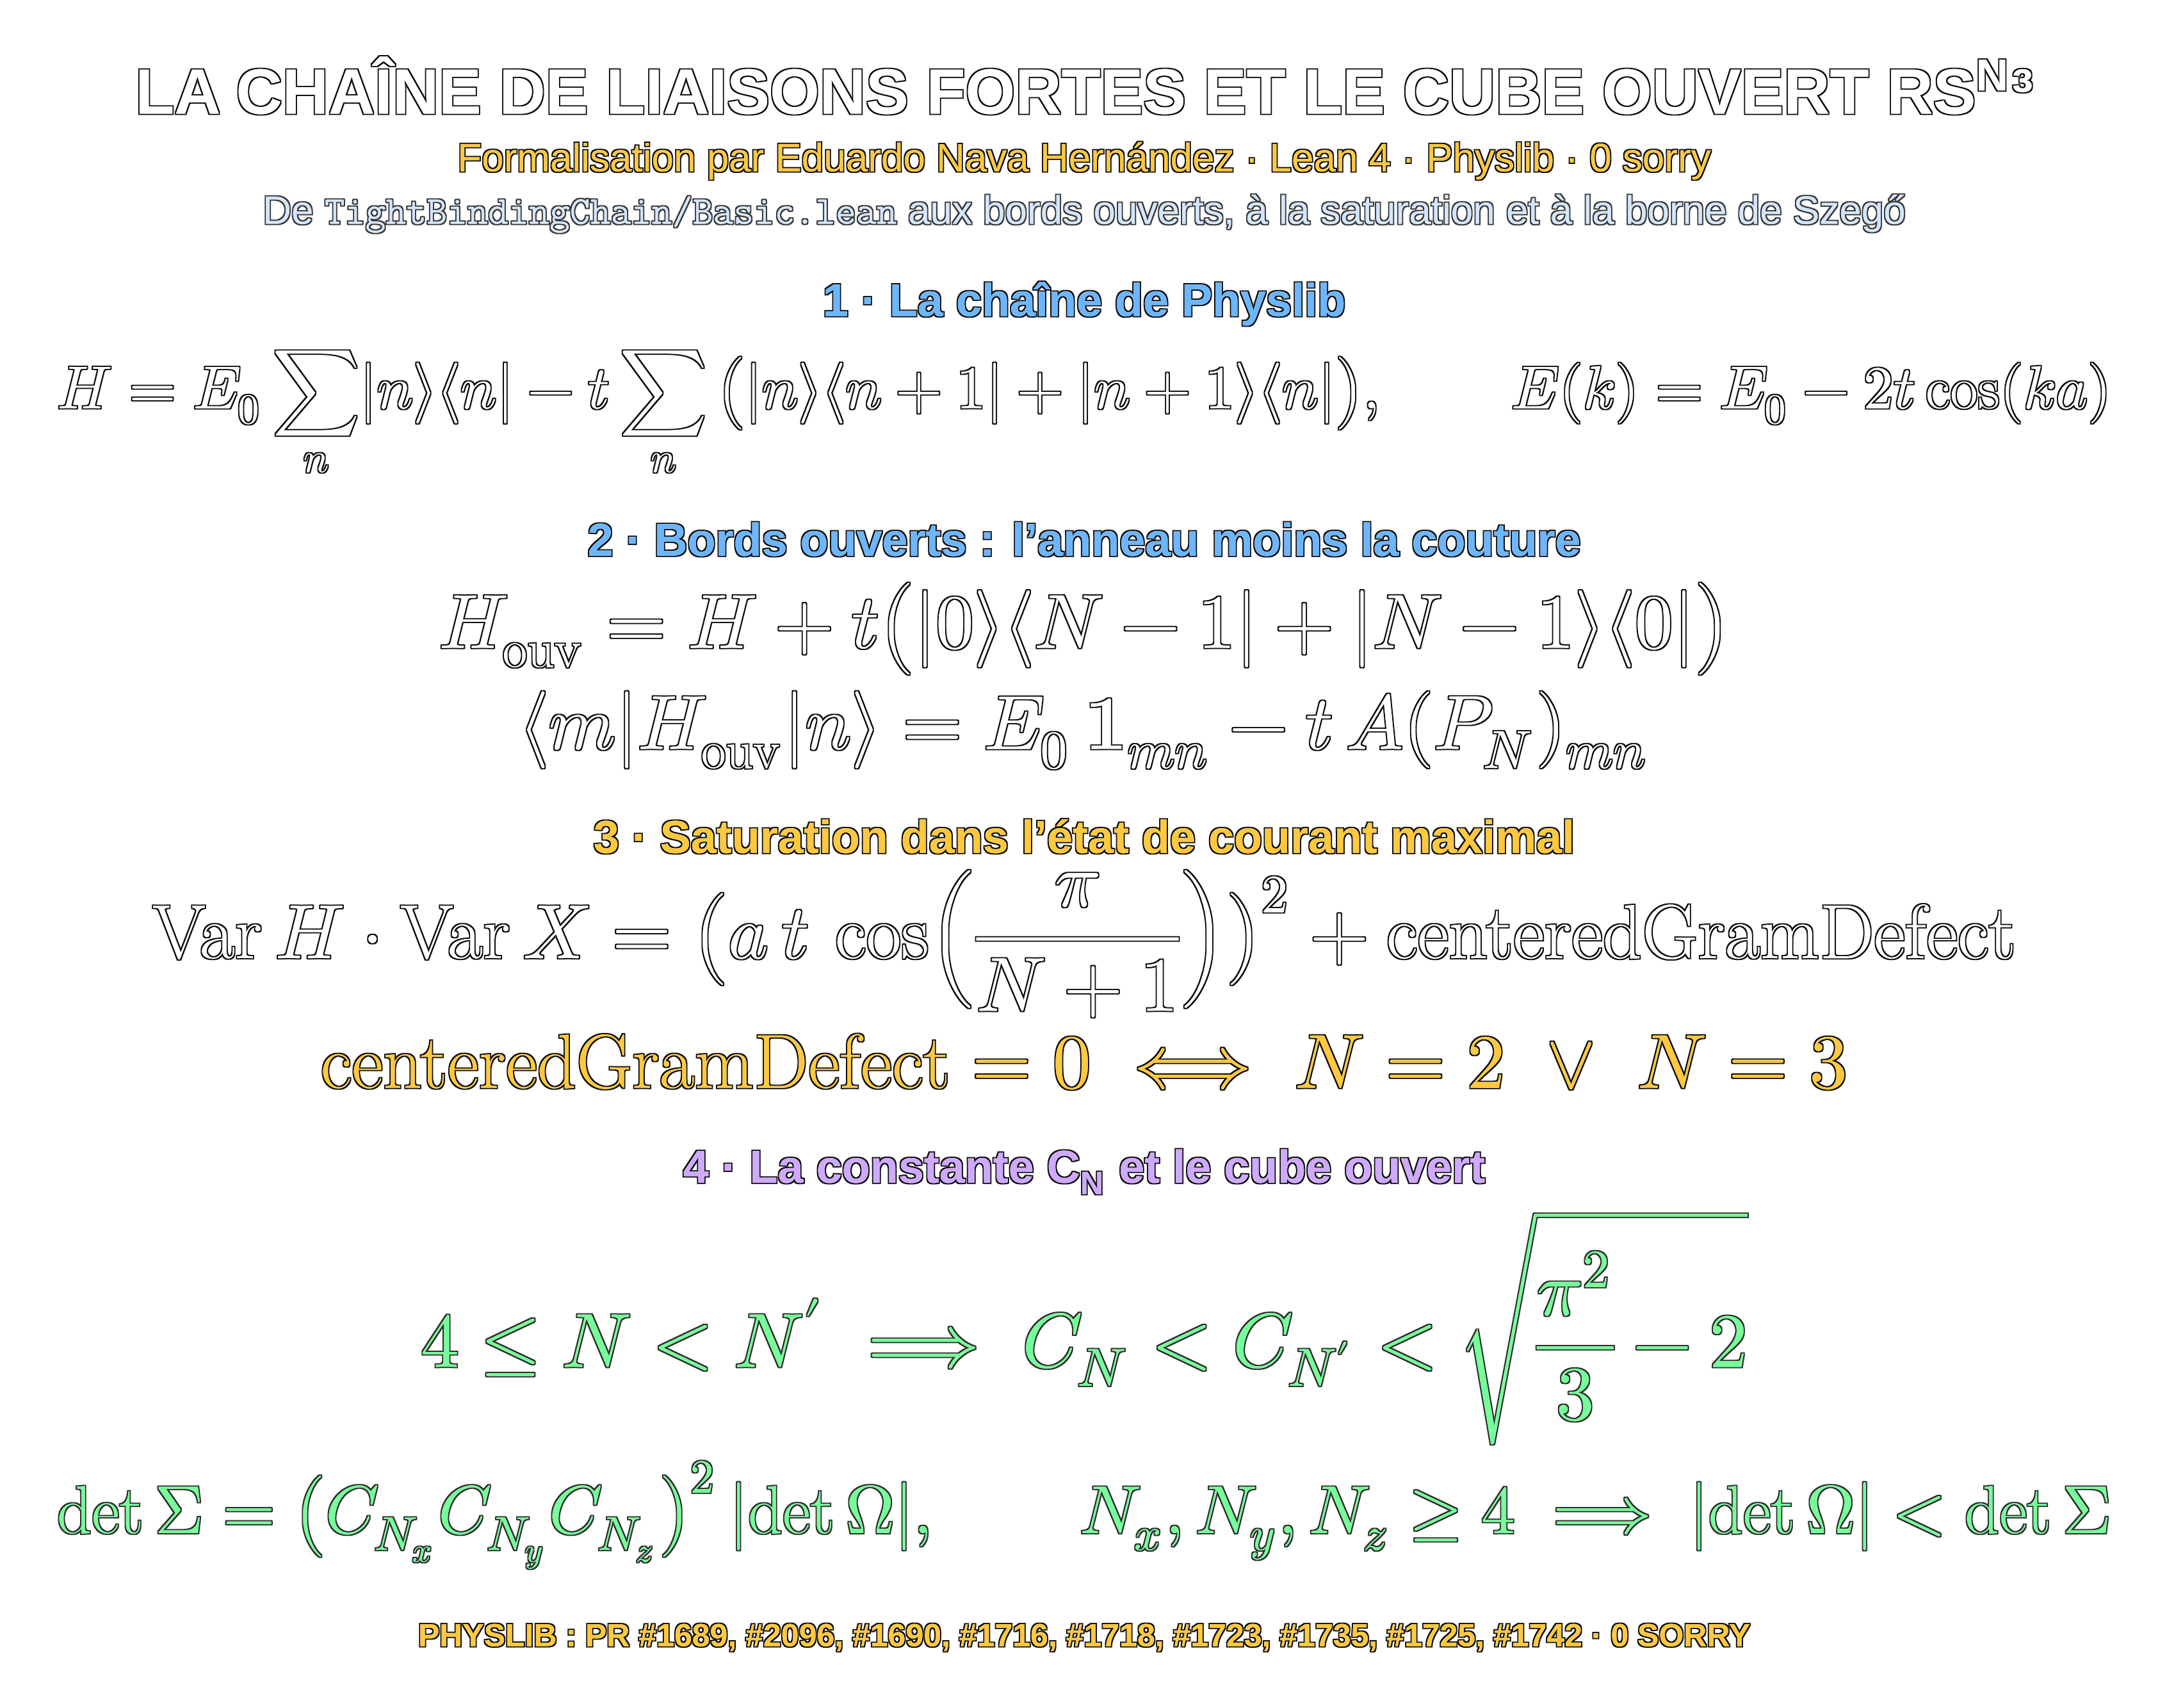 LA CHAÎNE DE LIAISONS FORTES ET LE CUBE OUVERT RS^N3
Formalisation par Eduardo Nava Hernández · Lean 4 · Physlib · 0 sorry
De TightBindingChain/Basic.lean aux bords ouverts, à la saturation et à la borne de Szegő
1 · La chaîne de Physlib
H = E_0 ∑_n |n⟩⟨n| − t ∑_n (|n⟩⟨n + 1| + |n + 1⟩⟨n|), E(k) = E_0 − 2t cos(ka)
2 · Bords ouverts : l’anneau moins la couture
H_ouv = H + t(|0⟩⟨N − 1| + |N − 1⟩⟨0|)
⟨m|H_ouv|n⟩ = E_0 1_mn − t A(P_N)_mn
3 · Saturation dans l’état de courant maximal
Var H · Var X = (a t cos(π/(N + 1)))^2 + centeredGramDefect
centeredGramDefect = 0 ⟺ N = 2 ∨ N = 3
4 · La constante C_N et le cube ouvert
4 ≤ N < N′ ⟹ C_N < C_N′ < √(π^2/3 − 2)
det Σ = (C_{N_x} C_{N_y} C_{N_z})^2 |det Ω|, N_x, N_y, N_z ≥ 4 ⟹ |det Ω| < det Σ
PHYSLIB : PR #1689, #2096, #1690, #1716, #1718, #1723, #1735, #1725, #1742 · 0 SORRY